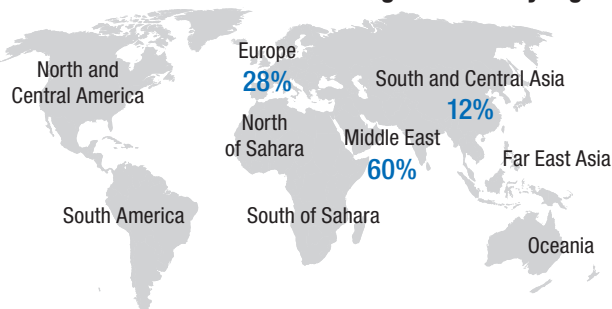 Europe
28%
North and
Central America
South and Central Asia
12%
North
of Sahara
Middle East
60%
Far East Asia
South America
South of Sahara
Oceania